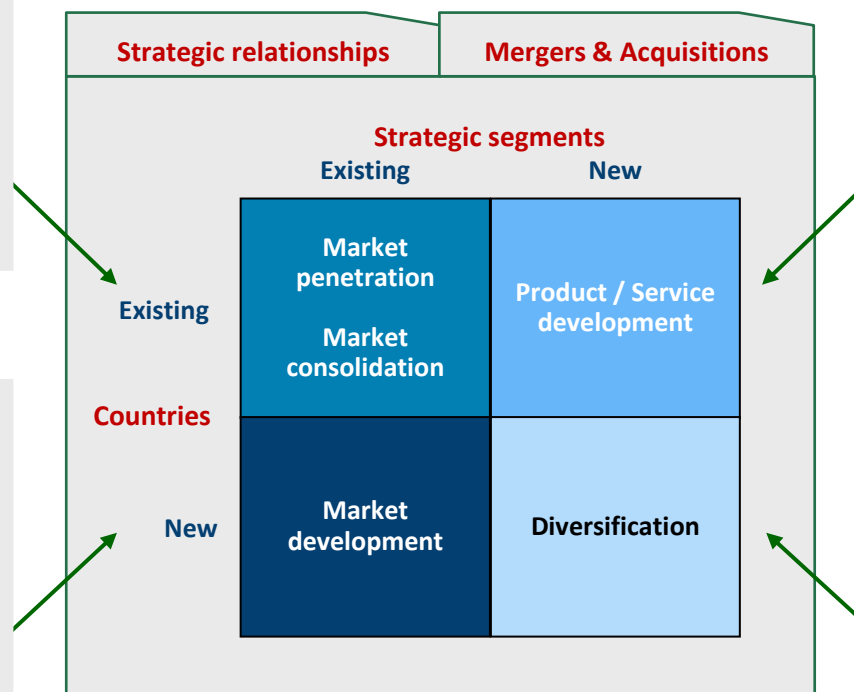 Strategic relationships
Mergers & Acquisitions
Strategic segments
Existing
New
Market
penetration
Market
consolidation
Product / Service
development
Existing
Countries
New
Market
development
Diversification